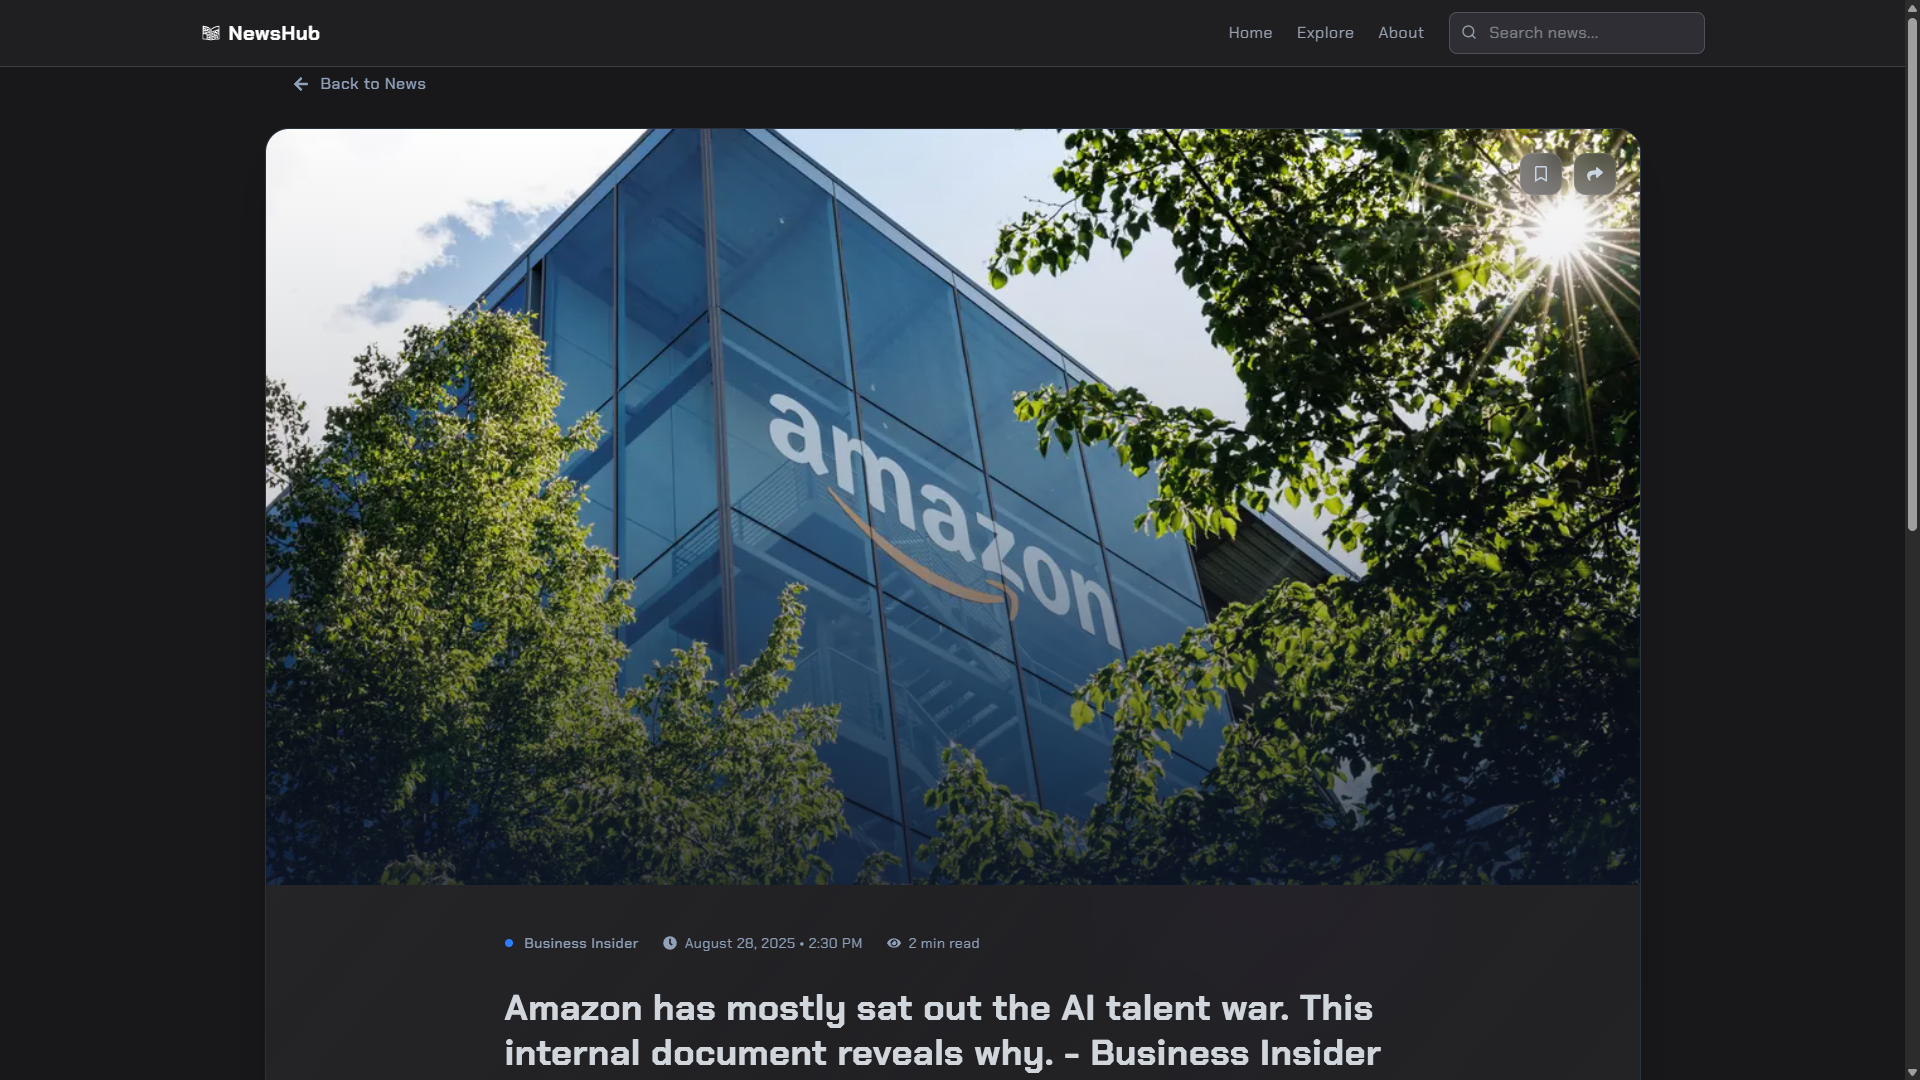 NewsHub
Home
Explore
About
Search news...
Back to News
amazon
Business Insider
August 28, 2025 • 2:30 PM
2 min read
Amazon has mostly sat out the AI talent war. This
internal document reveals why. - Business Insider